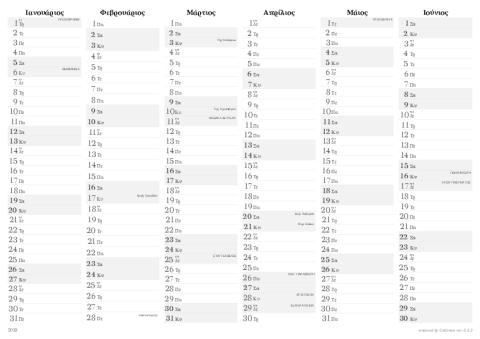 Ιανουάριος
1 Τρ
2 Τε
3 Πε
4 Πα
5 Σα
6 Κυ
7 Δε
8 Τρ
9 Τε
10 Πε
11 Πα
12 Σα
13 Κυ
14 Δε
15 Τρ
16 Τε
17 Πε
18 Πα
19 Σα
20 Κυ
21 Δε
22 Τρ
23 Τε
24 Πε
25 Πα
26 Σα
27 Κυ
28 Δε
29 Τρ
30 Τε
31 Πε
Φεβρουάριος
1 Πα
2 Σα
3 Κυ
4 Δε
5 Τρ
6 Τε
7 Πε
8 Πα
9 Σα
10 Κυ
11 Δε
12 Τρ
13 Τε
14 Πε
15 Πα
16 Σα
17 Κυ
18 Δε
19 Τρ
20 Τε
21 Πε
22 Πα
23 Σα
24 Κυ
25 Δε
26 Τρ
27 Τε
28 Πε
Μάρτιος
1 Πα
2 Σα
3 Κυ
4 Δε
5 Τρ
6 Τε
7 Πε
8 Πα
9 Σα
10 Κυ
11 Δε
12 Τρ
13 Τε
14 Πε
15 Πα
16 Σα
17 Κυ
18 Δε
19 Τρ
20 Τε
21 Πε
22 Πα
23 Σα
24 Κυ
25 Δε
26 Τρ
27 Τε
28 Πε
29 Πα
30 Σα
31 Κυ
Απρίλιος
1 Δε
2 Τρ
3 Τε
4 Πε
5 Πα
6 Σα
7 Κυ
8 Δε
9 Τρ
10 Τε
11 Πε
12 Πα
13 Σα
14 Κυ
15 Δε
16 Τρ
17 Τε
18 Πε
19 Πα
20 Σα
21 Κυ
22 Δε
23 Τρ
24 Τε
25 Πε
26 Πα
27 Σα
28 Κυ
29 Δε
30 Τρ
Μάιος
1 Τε
2 Πε
3 Πα
4 Σα
5 Κυ
6 Δε
7 Τρ
8 Τε
9 Πε
10 Πα
11 Σα
12 Κυ
13 Δε
14 Τρ
15 Τε
16 Πε
17 Πα
18 Σα
19 Κυ
20 Δε
21 Τρ
22 Τε
23 Πε
24 Πα
25 Σα
26 Κυ
27 Δε
28 Τρ
29 Τε
30 Πε
31 Πα
Ιούνιος
1 Σα
2 Κυ
3 Δε
4 Τρ
5 Τε
6 Πε
7 Πα
8 Σα
9 Κυ
10 Δε
11 Τρ
12 Τε
13 Πε
14 Πα
15 Σα
16 Κυ
17 Δε
18 Τρ
19 Τε
20 Πε
21 Πα
22 Σα
23 Κυ
24 Δε
25 Τρ
26 Τε
27 Πε
28 Πα
29 Σα
30 Κυ
2019